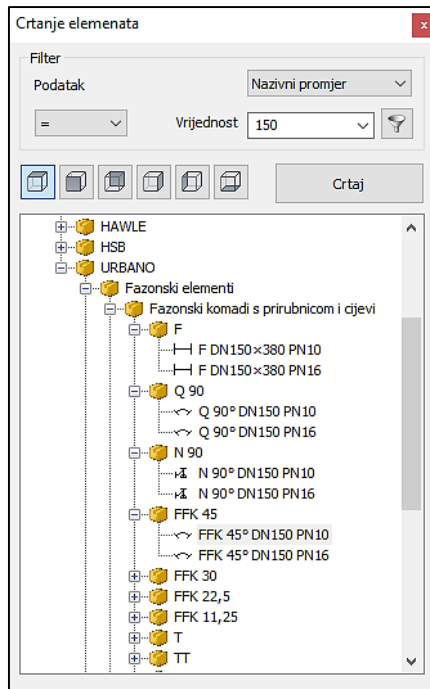 Crtanje elemenata
x
Filter
Podatak
Nazivni promjer
=
Vrijednost
150
Crtaj
HAWLE
HSB
URBANO
Fazonski elementi
Fazonski komadi s prirubnicom i cijevi
F
F DN150×380 PN10
F DN150×380 PN16
Q 90
Q 90° DN150 PN10
Q 90° DN150 PN16
N 90
N 90° DN150 PN10
N 90° DN150 PN16
FFK 45
FFK 45° DN150 PN10
FFK 45° DN150 PN16
FFK 30
FFK 22,5
FFK 11,25
T
TT